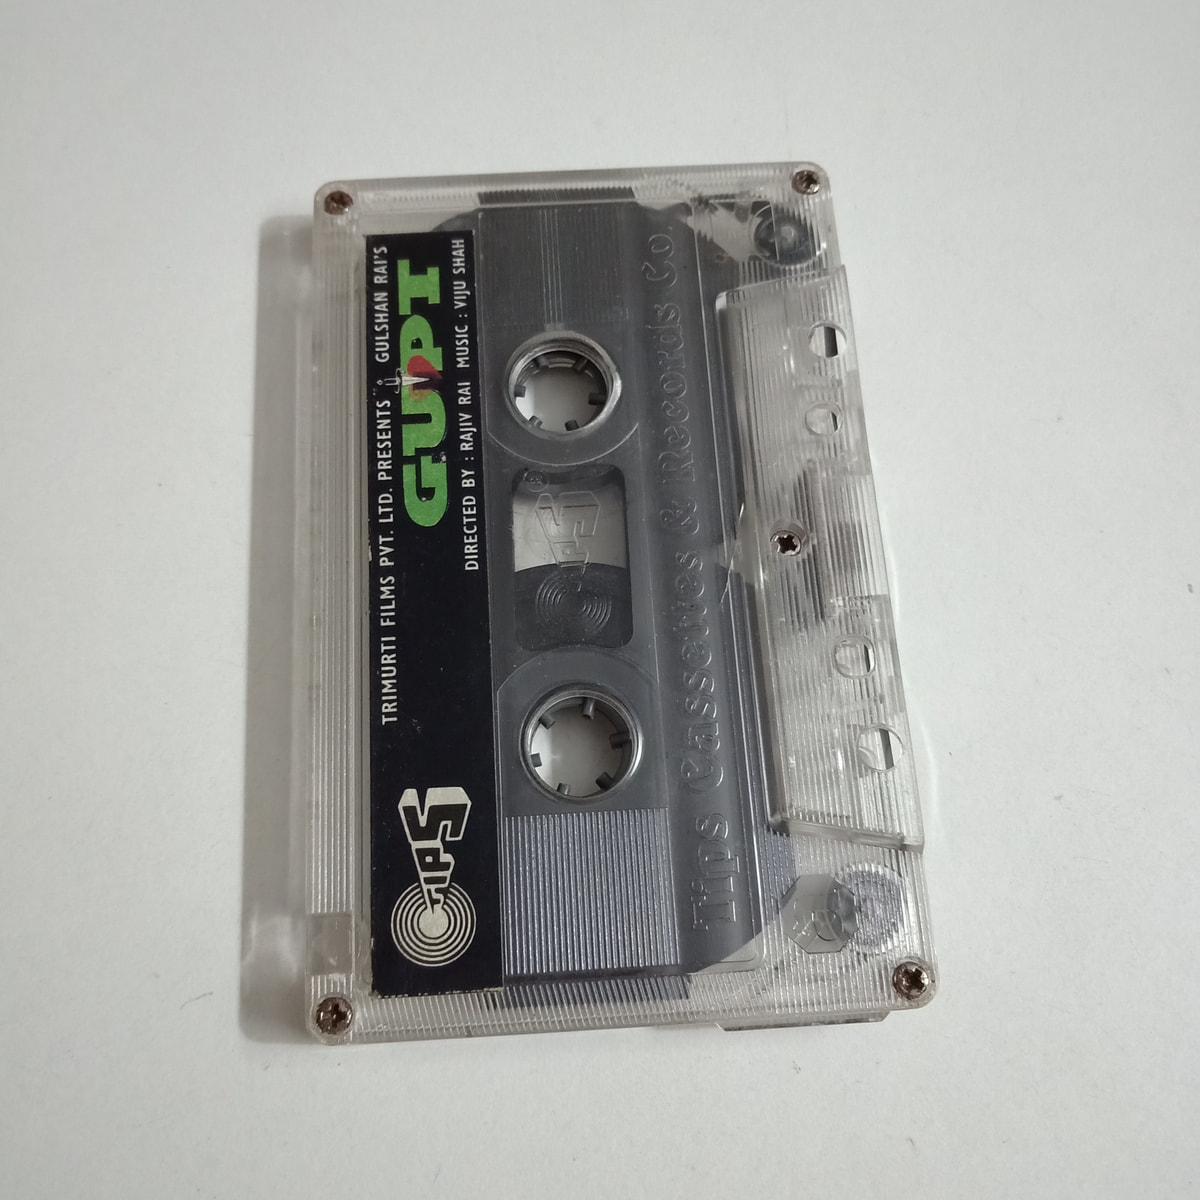 TRIMURTI FILMS PVT. LTD. PRESENTS GULSHAN RAI'S
GUPT
DIRECTED BY : RAJIV RAI MUSIC : VIJU SHAH
TIPS
TIPS ®
Tips Cassettes & Records Co.